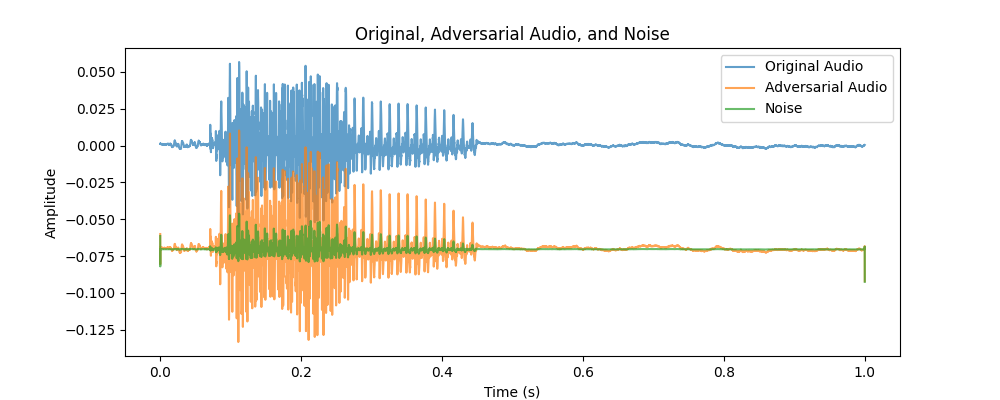 Original, Adversarial Audio, and Noise
Original Audio
Adversarial Audio
Noise
Amplitude
0.050
0.025
0.000
−0.025
−0.050
−0.075
−0.100
−0.125
0.0
0.2
0.4
0.6
0.8
1.0
Time (s)